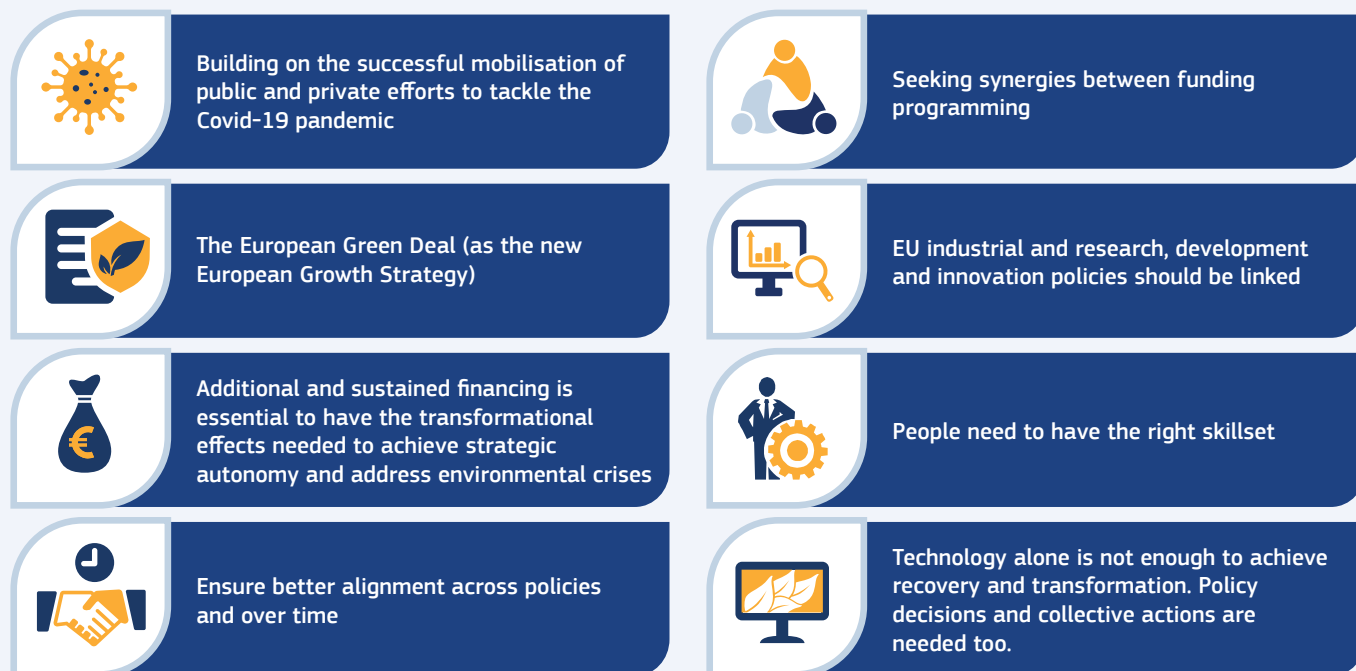 Building on the successful mobilisation of
public and private efforts to tackle the
Covid-19 pandemic
The European Green Deal (as the new
European Growth Strategy)
€
Additional and sustained financing is
essential to have the transformational
effects needed to achieve strategic
autonomy and address environmental crises
Ensure better alignment across policies
and over time
Seeking synergies between funding
programming
EU industrial and research, development
and innovation policies should be linked
People need to have the right skillset
Technology alone is not enough to achieve
recovery and transformation. Policy
decisions and collective actions are
needed too.